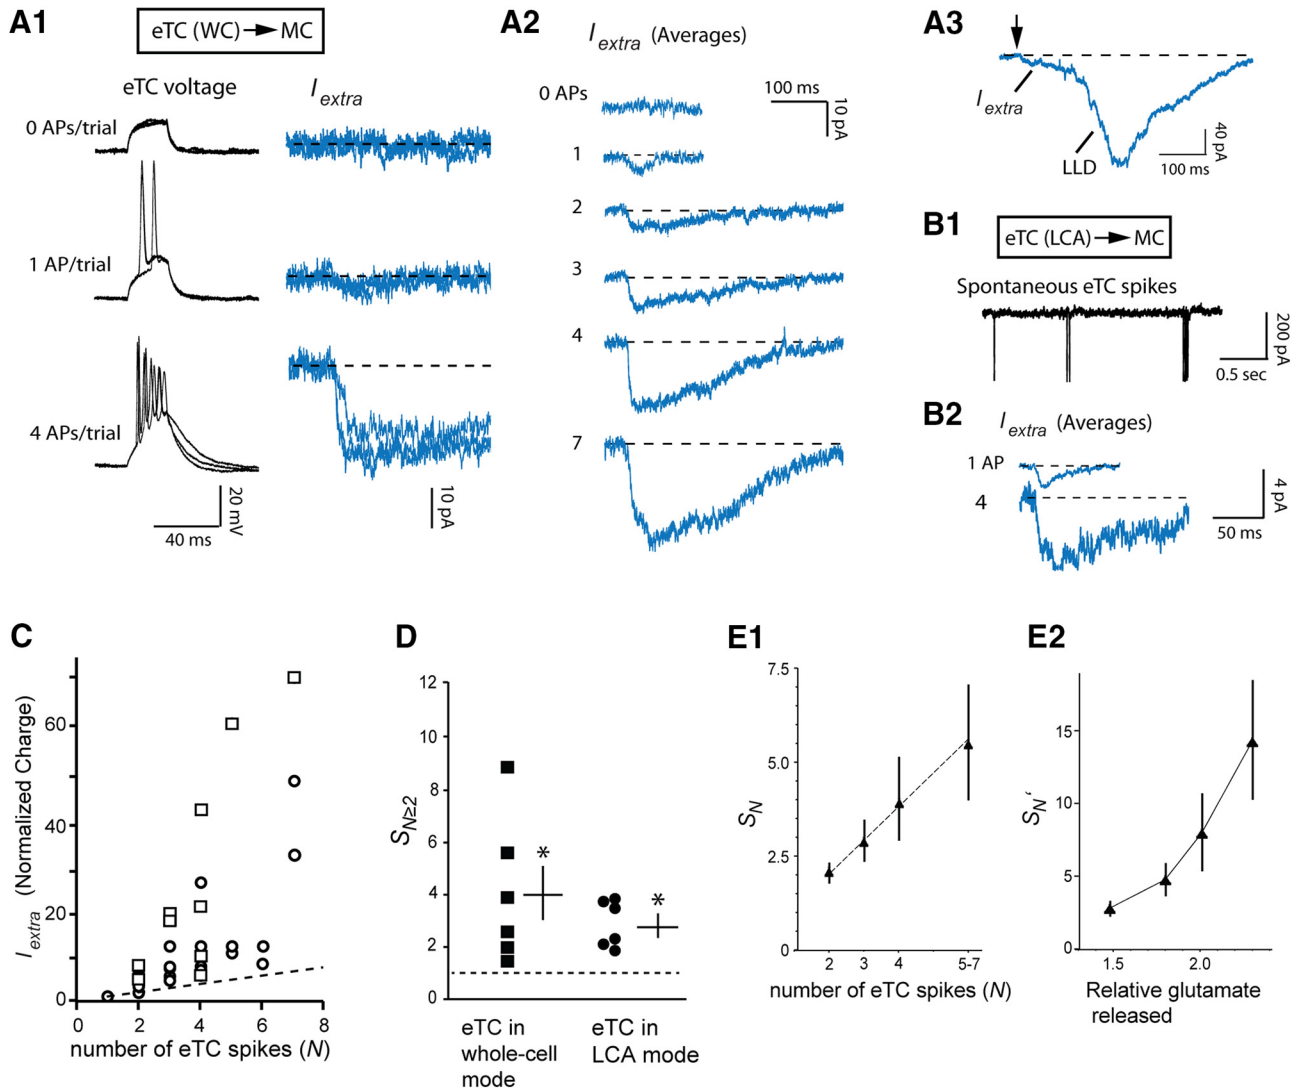 A1
eTC (WC) → MC
eTC voltage
I extra
0 APs/trial
1 AP/trial
4 APs/trial
20 mV
40 ms
10 pA
A2
I extra (Averages)
0 APs
100 ms
10 pA
1
2
3
4
7
A3
I extra
LLD
40 pA
100 ms
B1
eTC (LCA) → MC
Spontaneous eTC spikes
200 pA
0.5 sec
B2
I extra (Averages)
1 AP
4
4 pA
50 ms
C
I extra (Normalized Charge)
60
40
20
0
0 2 4 6 8
number of eTC spikes (N)
D
S N≥2
12
10
8
6
4
2
0
*
*
eTC in
whole-cell
mode
eTC in
LCA mode
E1
S N
7.5
5.0
2.5
0
2 3 4 5-7
number of eTC spikes (N)
E2
S N '
15
10
5
0
1.5 2.0
Relative glutamate
released